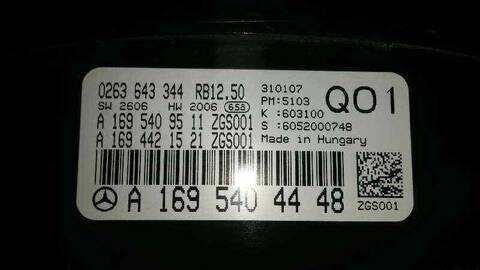 0263 643 344 RB12,50
SW 2606 HW 2006 658
A 169 540 95 11 ZGS001
A 169 442 15 21 ZGS001
310107
PM: 5103
K : 603100
S : 6052000748
Made in Hungary
Q01
A 169 540 44 48
ZGS001